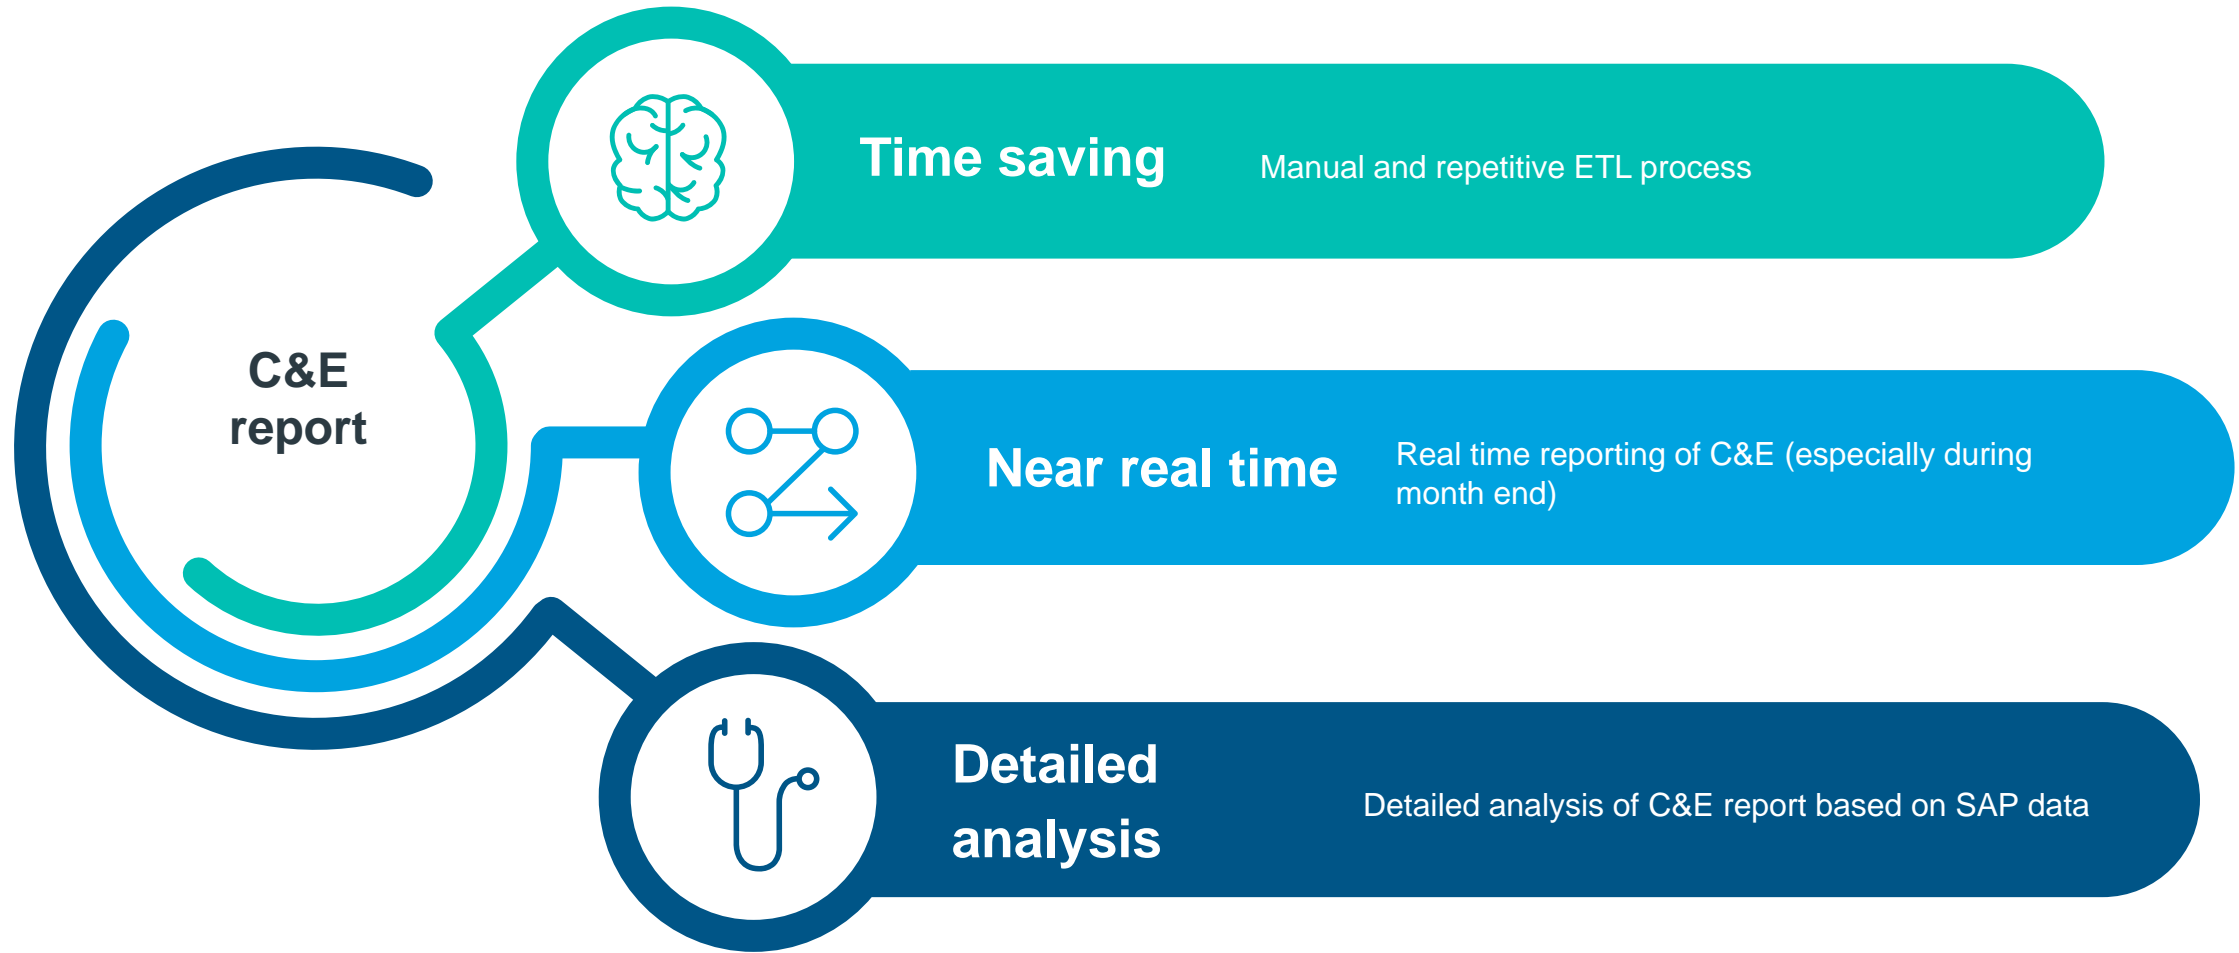 C&E
report
Time saving
Manual and repetitive ETL process
Near real time
Real time reporting of C&E (especially during
month end)
Detailed
analysis
Detailed analysis of C&E report based on SAP data